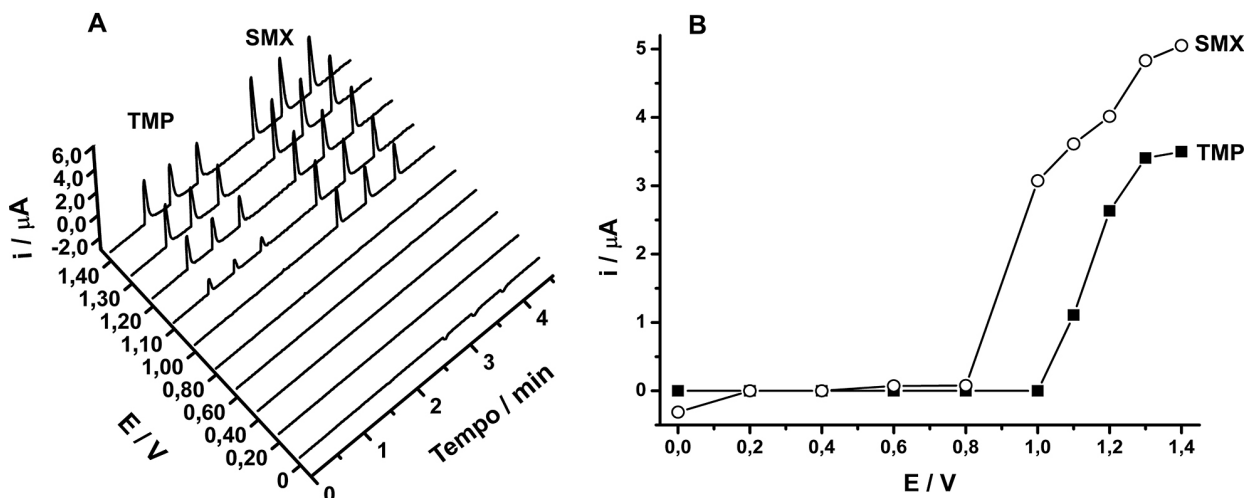 A
SMX
TMP
6,0
4,0
2,0
0,0
-2,0
i / µA
1,40
1,30
1,20
1,10
1,00
0,80
0,60
0,40
0,20
0
E / V
0
1
2
3
4
Tempo / min
B
SMX
TMP
5
4
3
2
1
0
i / µA
0,0 0,2 0,4 0,6 0,8 1,0 1,2 1,4
E / V